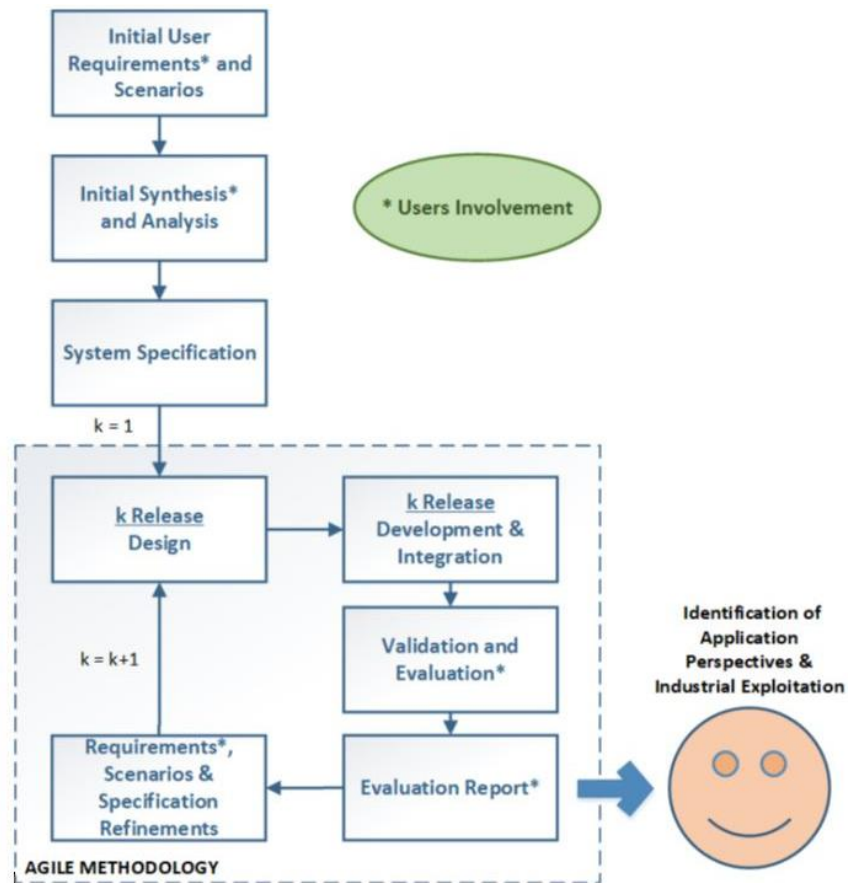 Initial User
Requirements* and
Scenarios
Initial Synthesis*
and Analysis
* Users Involvement
System Specification
k = 1
k Release
Design
k Release
Development &
Integration
Validation and
Evaluation*
k = k+1
Requirements*,
Scenarios &
Specification
Refinements
Evaluation Report*
AGILE METHODOLOGY
Identification of
Application
Perspectives &
Industrial Exploitation